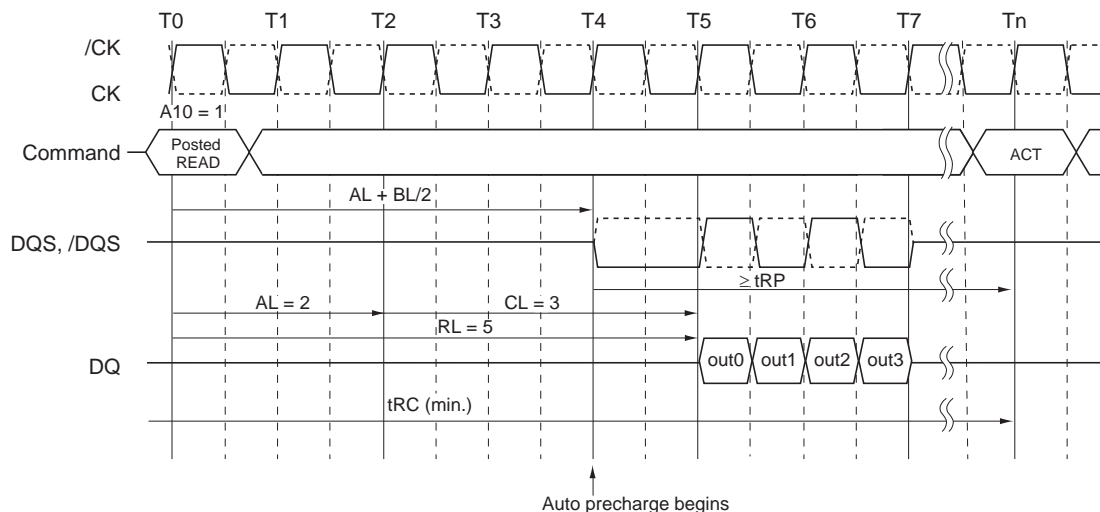 T0 T1 T2 T3 T4 T5 T6 T7 Tn
/CK
CK
A10 = 1
Command
Posted
READ
ACT
AL + BL/2
DQS, /DQS
≥ tRP
AL = 2
CL = 3
RL = 5
DQ
out0 out1 out2 out3
tRC (min.)
Auto precharge begins